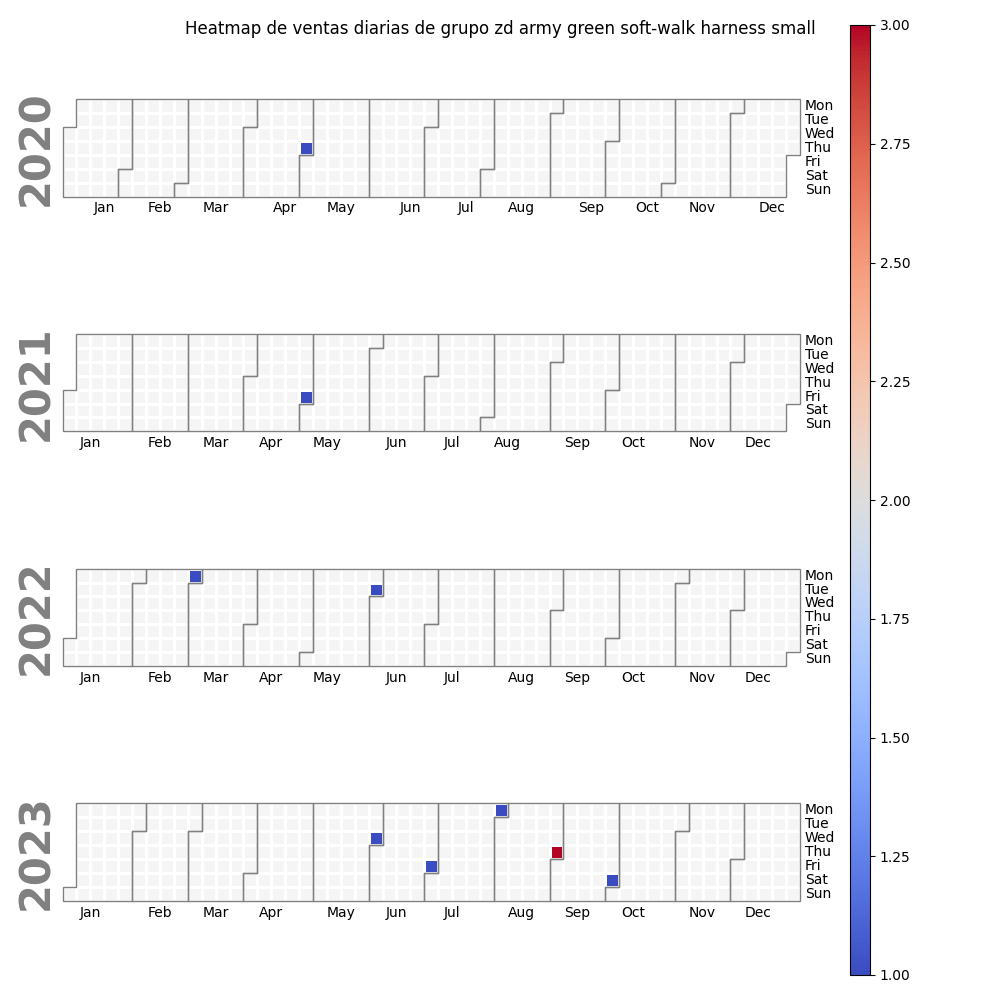 Heatmap de ventas diarias de grupo zd army green soft-walk harness small
3.00
2.75
2.50
2.25
2.00
1.75
1.50
1.25
1.00
2020
Mon
Tue
Wed
Thu
Fri
Sat
Sun
Jan Feb Mar Apr May Jun Jul Aug Sep Oct Nov Dec
2021
Mon
Tue
Wed
Thu
Fri
Sat
Sun
Jan Feb Mar Apr May Jun Jul Aug Sep Oct Nov Dec
2022
Mon
Tue
Wed
Thu
Fri
Sat
Sun
Jan Feb Mar Apr May Jun Jul Aug Sep Oct Nov Dec
2023
Mon
Tue
Wed
Thu
Fri
Sat
Sun
Jan Feb Mar Apr May Jun Jul Aug Sep Oct Nov Dec